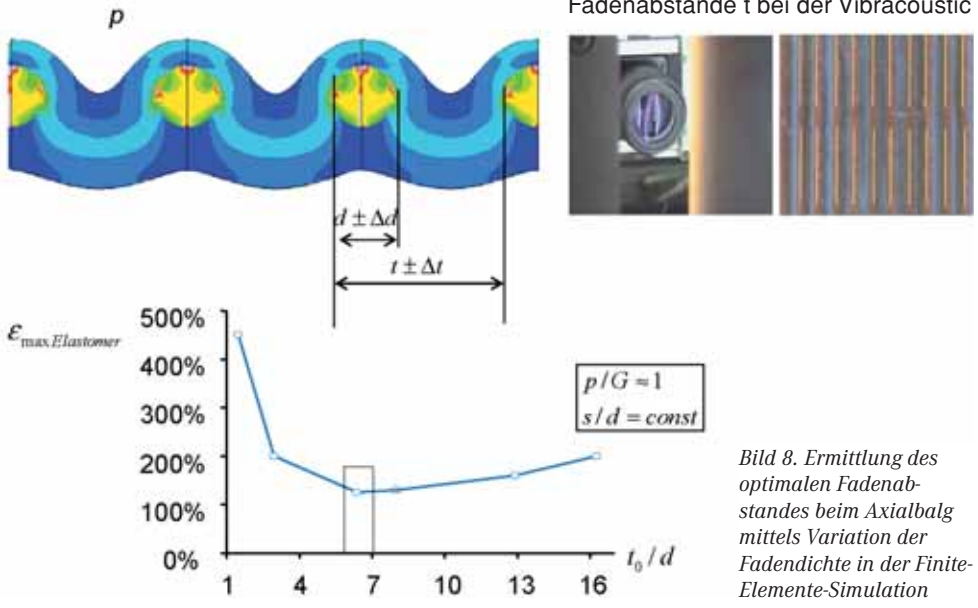 Fadenabstände t bei der Vibracoustic
p
d ± Δd
t ± Δt
ε max Elastomer
500%
400%
300%
200%
100%
0%
1 4 7 10 13 16
t₀/d
p/G ≈ 1
s/d = const
Bild 8. Ermittlung des
optimalen Fadenab-
standes beim Axialbalg
mittels Variation der
Fadendichte in der Finite-
Elemente-Simulation